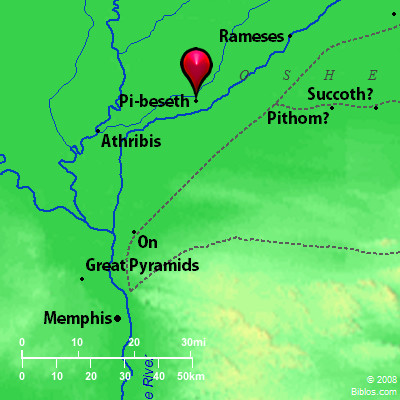 Rameses
O S H E
Pi-beseth
Succoth?
Pithom?
Athribis
On
Great Pyramids
Memphis
0 10 20 30mi
0 10 20 30 40 50km
e River
© 2008
Biblos.com